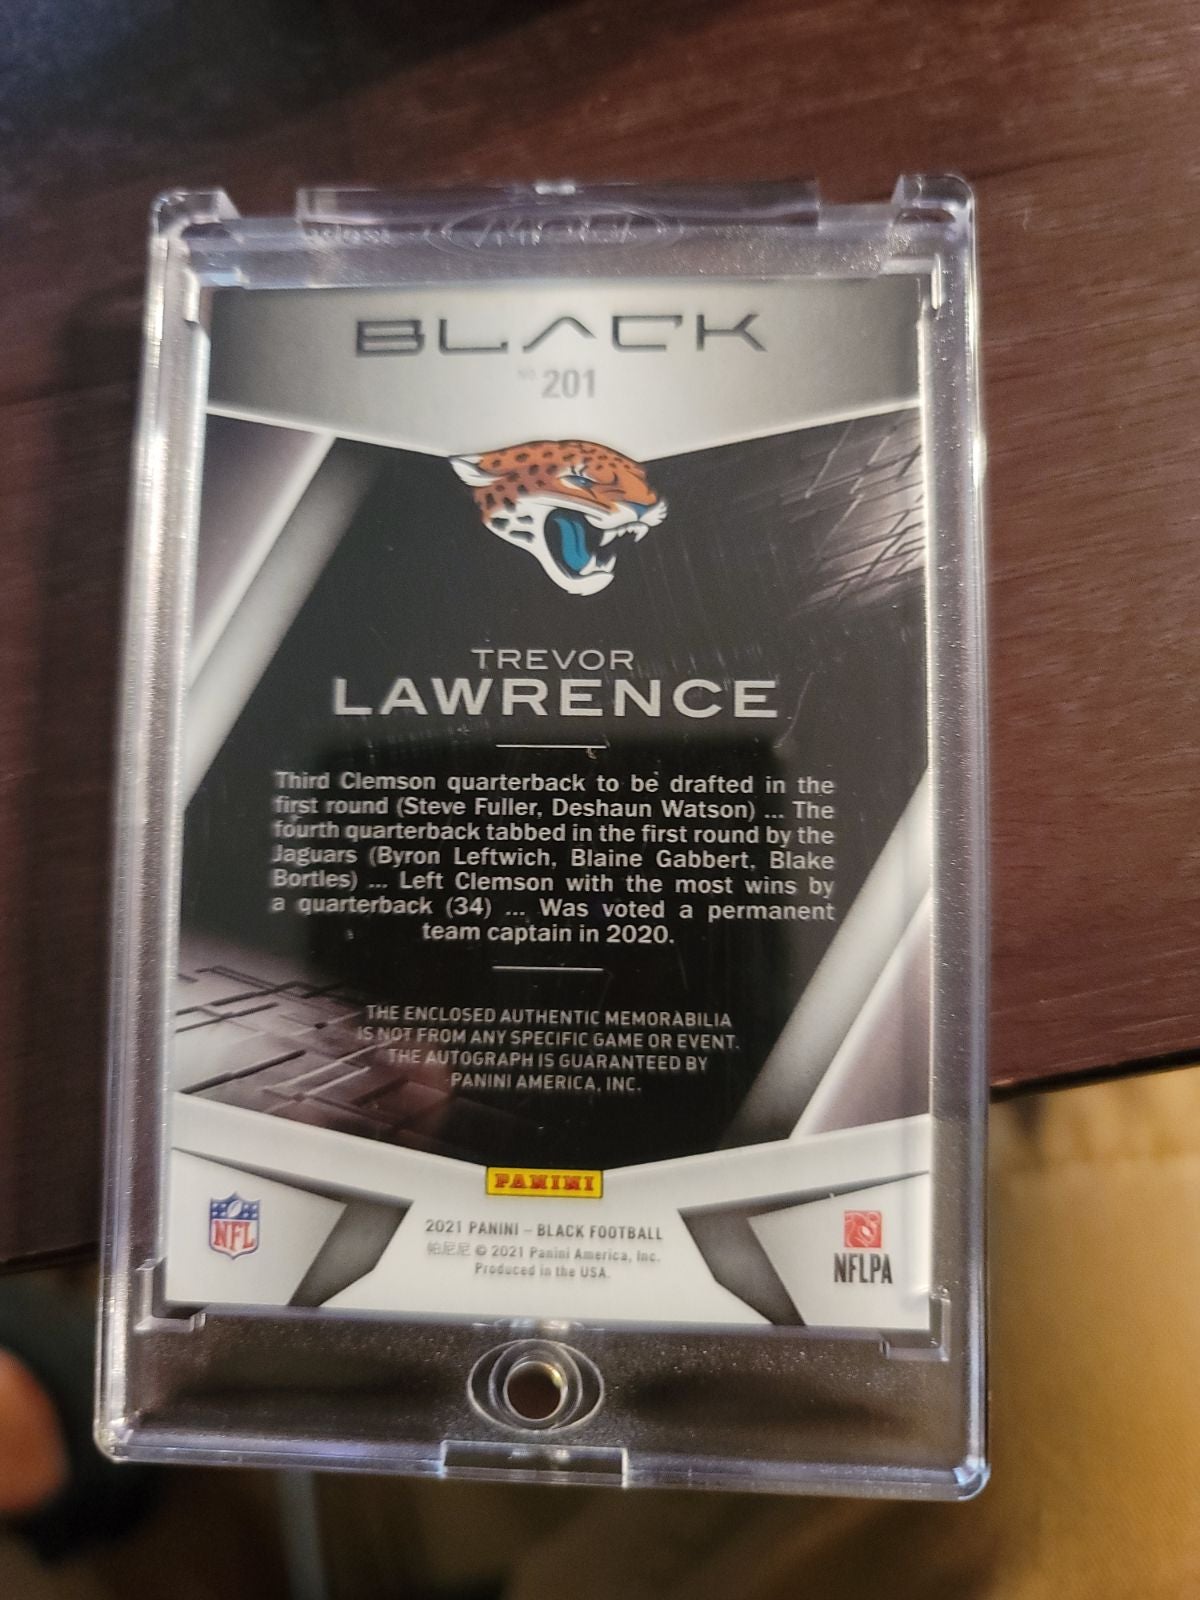 BLACK
NO. 201
TREVOR
LAWRENCE
Third Clemson quarterback to be drafted in the
first round (Steve Fuller, Deshaun Watson) ... The
fourth quarterback tabbed in the first round by the
Jaguars (Byron Leftwich, Blaine Gabbert, Blake
Bortles) ... Left Clemson with the most wins by
a quarterback (34) ... Was voted a permanent
team captain in 2020.
THE ENCLOSED AUTHENTIC MEMORABILIA
IS NOT FROM ANY SPECIFIC GAME OR EVENT.
THE AUTOGRAPH IS GUARANTEED BY
PANINI AMERICA, INC.
PANINI
NFL
2021 PANINI – BLACK FOOTBALL
帕尼尼 © 2021 Panini America, Inc.
Produced in the USA.
NFLPA